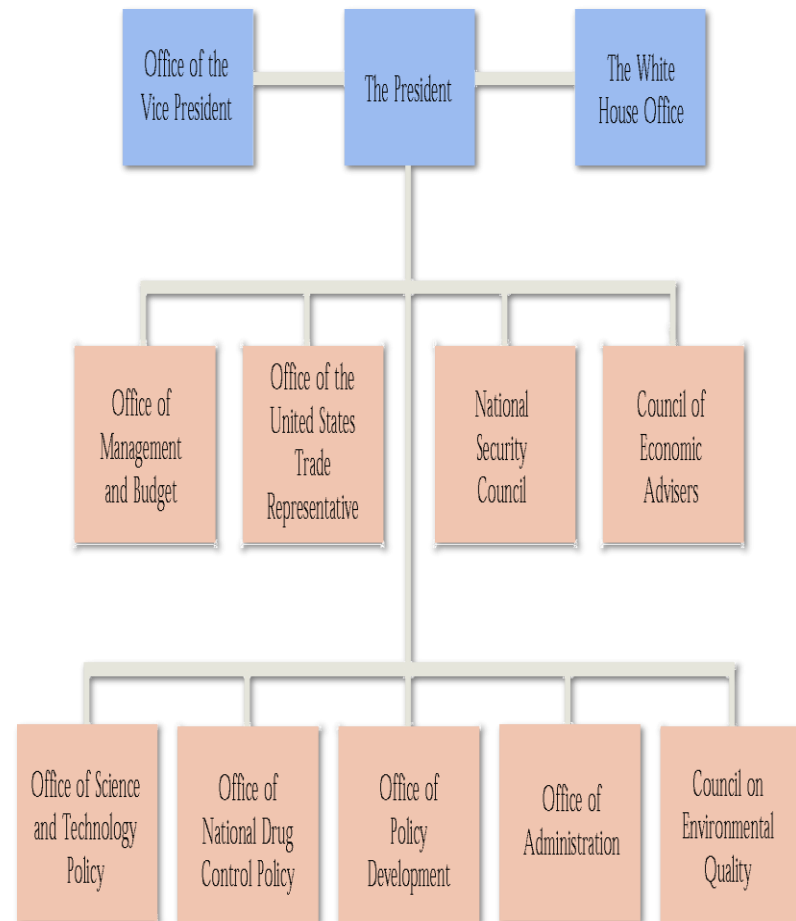 Office of the
Vice President
The President
The White
House Office
Office of
Management
and Budget
Office of the
United States
Trade
Representative
National
Security
Council
Council of
Economic
Advisers
Office of Science
and Technology
Policy
Office of
National Drug
Control Policy
Office of
Policy
Development
Office of
Administration
Council on
Environmental
Quality